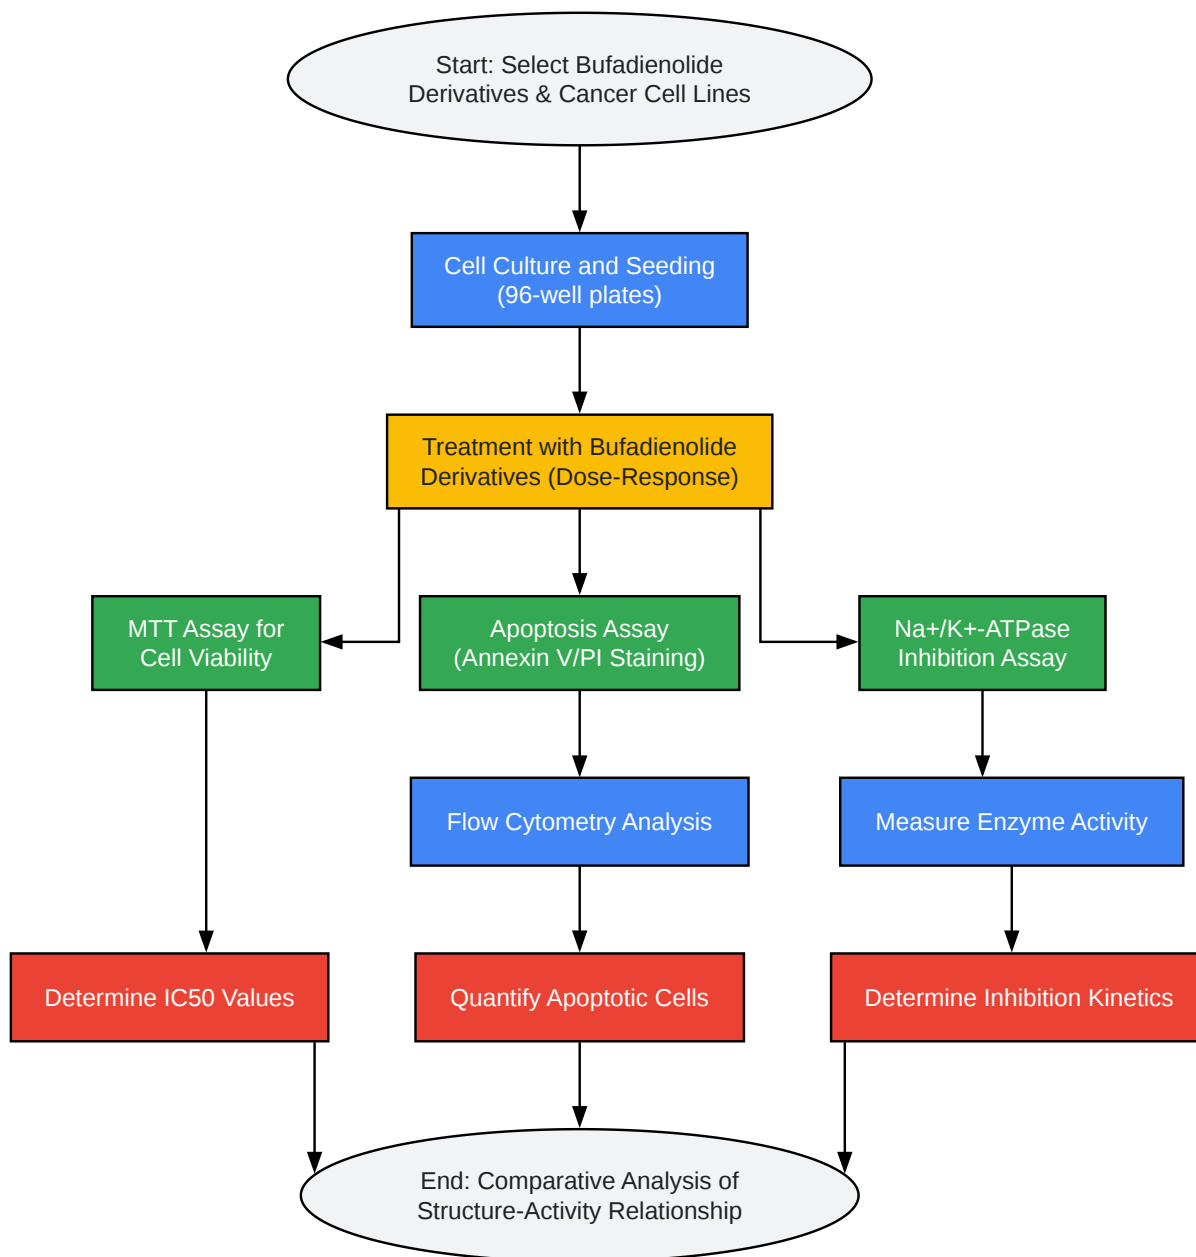 Start: Select Bufadienolide
Derivatives & Cancer Cell Lines
Cell Culture and Seeding
(96-well plates)
Treatment with Bufadienolide
Derivatives (Dose-Response)
MTT Assay for
Cell Viability
Apoptosis Assay
(Annexin V/PI Staining)
Na+/K+-ATPase
Inhibition Assay
Flow Cytometry Analysis
Measure Enzyme Activity
Determine IC50 Values
Quantify Apoptotic Cells
Determine Inhibition Kinetics
End: Comparative Analysis of
Structure-Activity Relationship